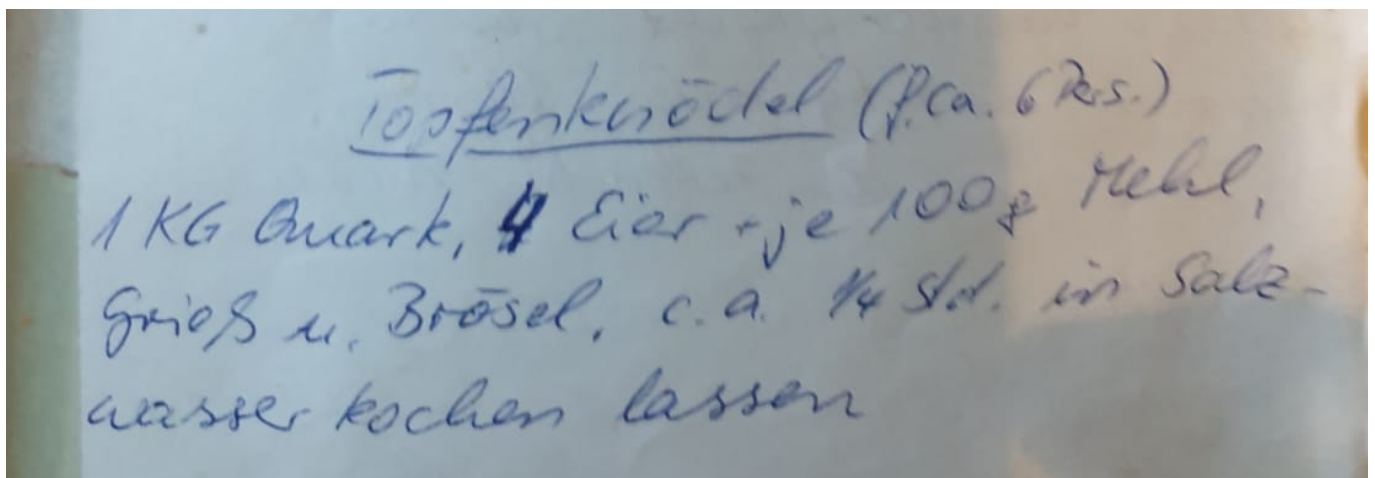 Topfenknödel (f. ca. 6 Pers.)
1 KG Quark, 4 Eier - je 100g Mehl,
Grieß u. Brösel, c.a. 1/4 Std. in Salz-
wasser kochen lassen